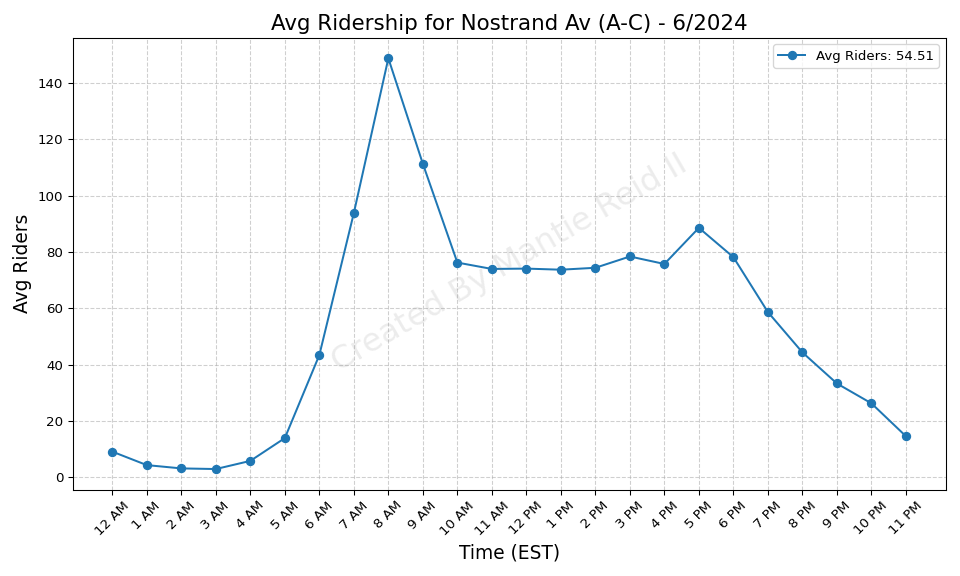 Avg Ridership for Nostrand Av (A-C) - 6/2024
Avg Riders: 54.51
Avg Riders
140
120
100
80
60
40
20
0
Created By Mantie Reid II
12 AM
1 AM
2 AM
3 AM
4 AM
5 AM
6 AM
7 AM
8 AM
9 AM
10 AM
11 AM
12 PM
1 PM
2 PM
3 PM
4 PM
5 PM
6 PM
7 PM
8 PM
9 PM
10 PM
11 PM
Time (EST)